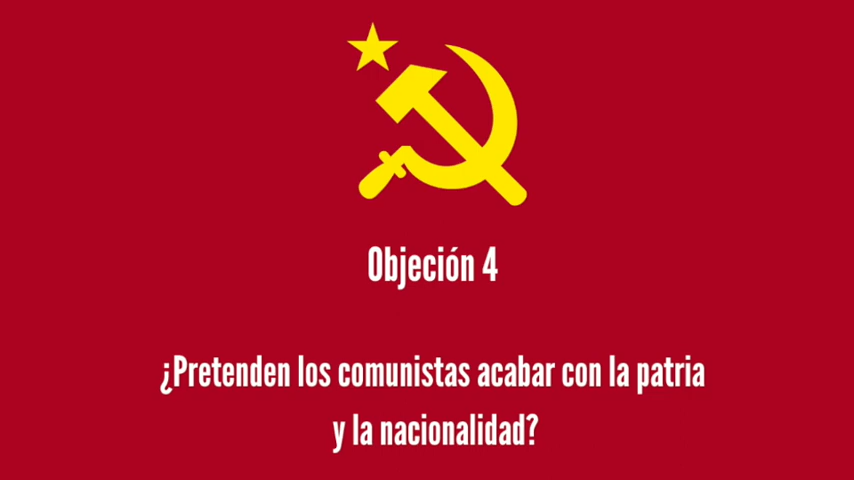 Objeción 4
¿Pretenden los comunistas acabar con la patria
y la nacionalidad?